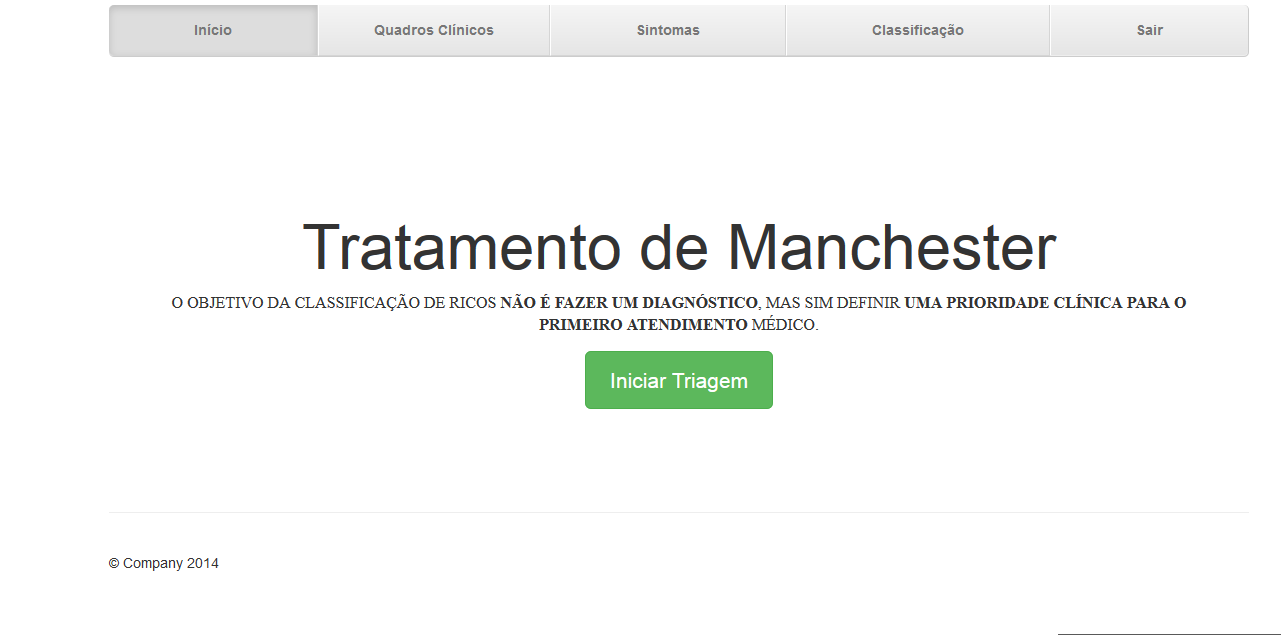 Início Quadros Clínicos Sintomas Classificação Sair
Tratamento de Manchester
O OBJETIVO DA CLASSIFICAÇÃO DE RICOS NÃO É FAZER UM DIAGNÓSTICO, MAS SIM DEFINIR UMA PRIORIDADE CLÍNICA PARA O
PRIMEIRO ATENDIMENTO MÉDICO.
Iniciar Triagem
© Company 2014